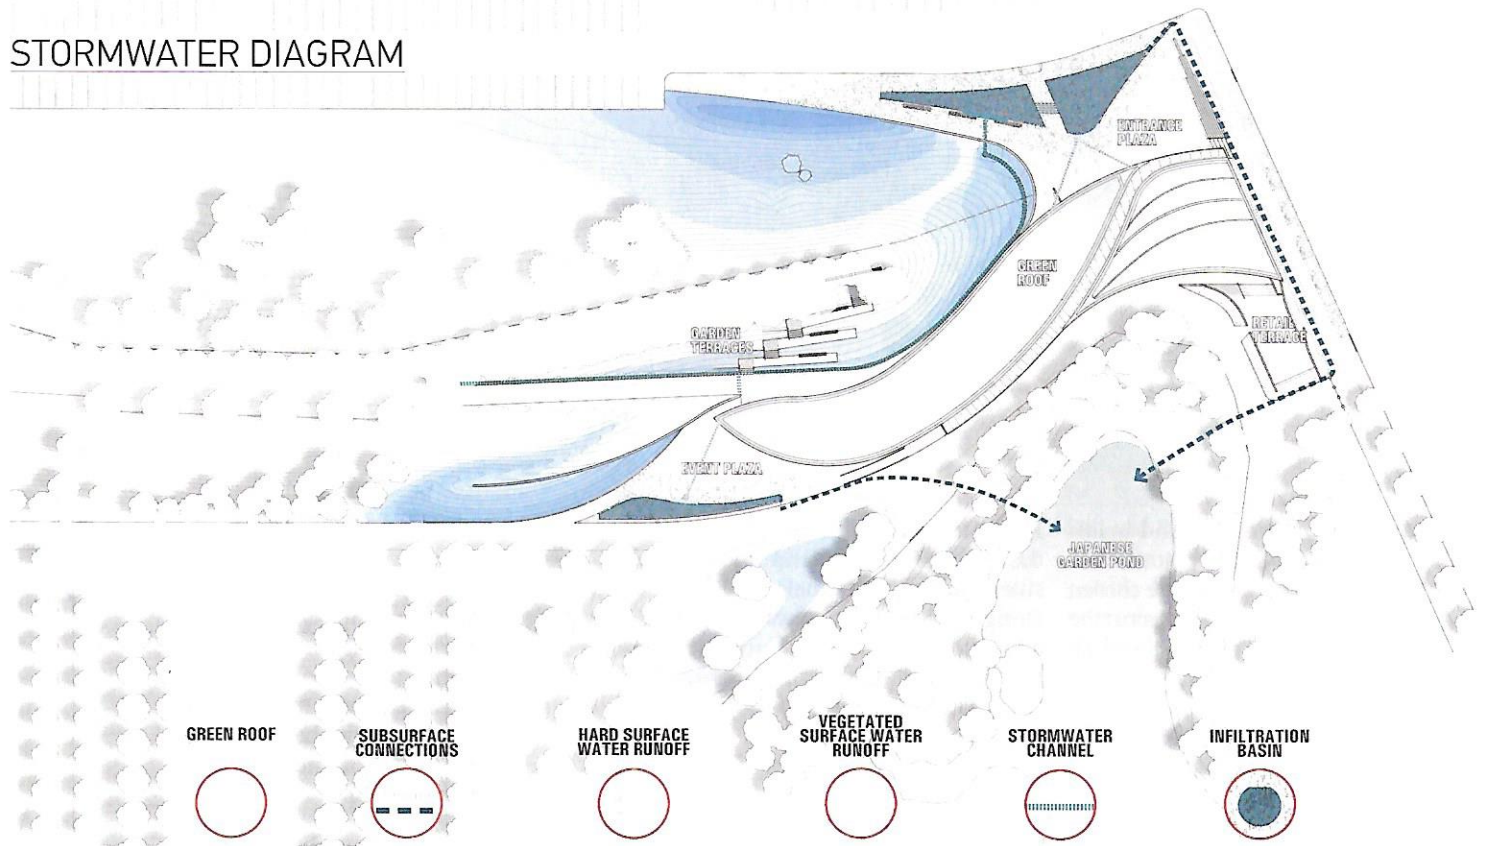 STORMWATER DIAGRAM
ENTRANCE
PLAZA
GREEN
ROOF
RETAIL
TERRACE
GARDEN
TERRACES
EVENT PLAZA
JAPANESE
GARDEN POND
GREEN ROOF
SUBSURFACE
CONNECTIONS
HARD SURFACE
WATER RUNOFF
VEGETATED
SURFACE WATER
RUNOFF
STORMWATER
CHANNEL
INFILTRATION
BASIN